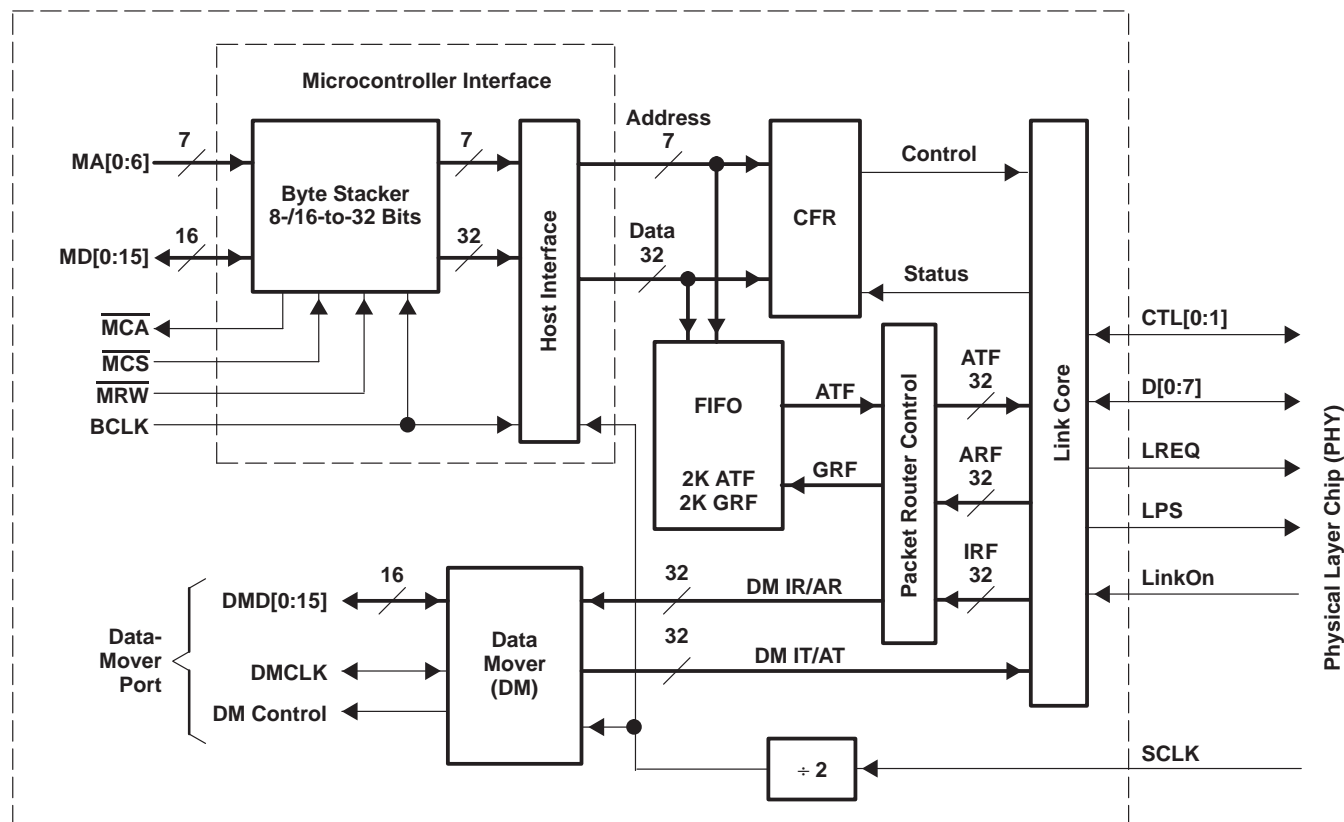 Microcontroller Interface
MA[0:6]
7
Byte Stacker
8-/16-to-32 Bits
7
Host Interface
Address
7
CFR
Control
Link Core
MD[0:15]
16
32
Data
32
Status
MCA
MCS
MRW
BCLK
FIFO
2K ATF
2K GRF
ATF
GRF
Packet Router Control
ATF
32
ARF
32
IRF
32
CTL[0:1]
D[0:7]
LREQ
LPS
LinkOn
Physical Layer Chip (PHY)
Data-
Mover
Port
DMD[0:15]
16
DMCLK
DM Control
Data
Mover
(DM)
32
DM IR/AR
32
DM IT/AT
÷ 2
SCLK